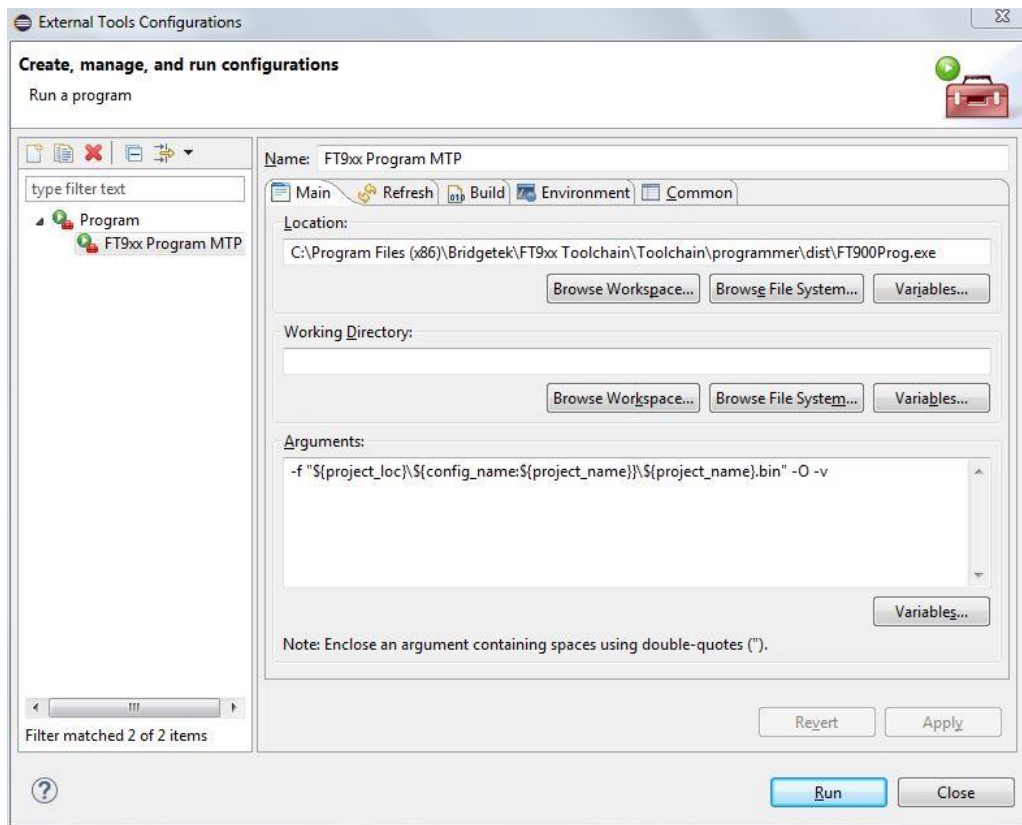 External Tools Configurations
Create, manage, and run configurations
Run a program
type filter text
Program
FT9xx Program MTP
Filter matched 2 of 2 items
Name: FT9xx Program MTP
Main Refresh Build Environment Common
Location:
C:\Program Files (x86)\Bridgetek\FT9xx Toolchain\Toolchain\programmer\dist\FT900Prog.exe
Browse Workspace... Browse File System... Variables...
Working Directory:
Browse Workspace... Browse File System... Variables...
Arguments:
-f "${project_loc}\${config_name:${project_name}}\${project_name}.bin" -O -v
Variables...
Note: Enclose an argument containing spaces using double-quotes (").
Revert Apply
Run Close